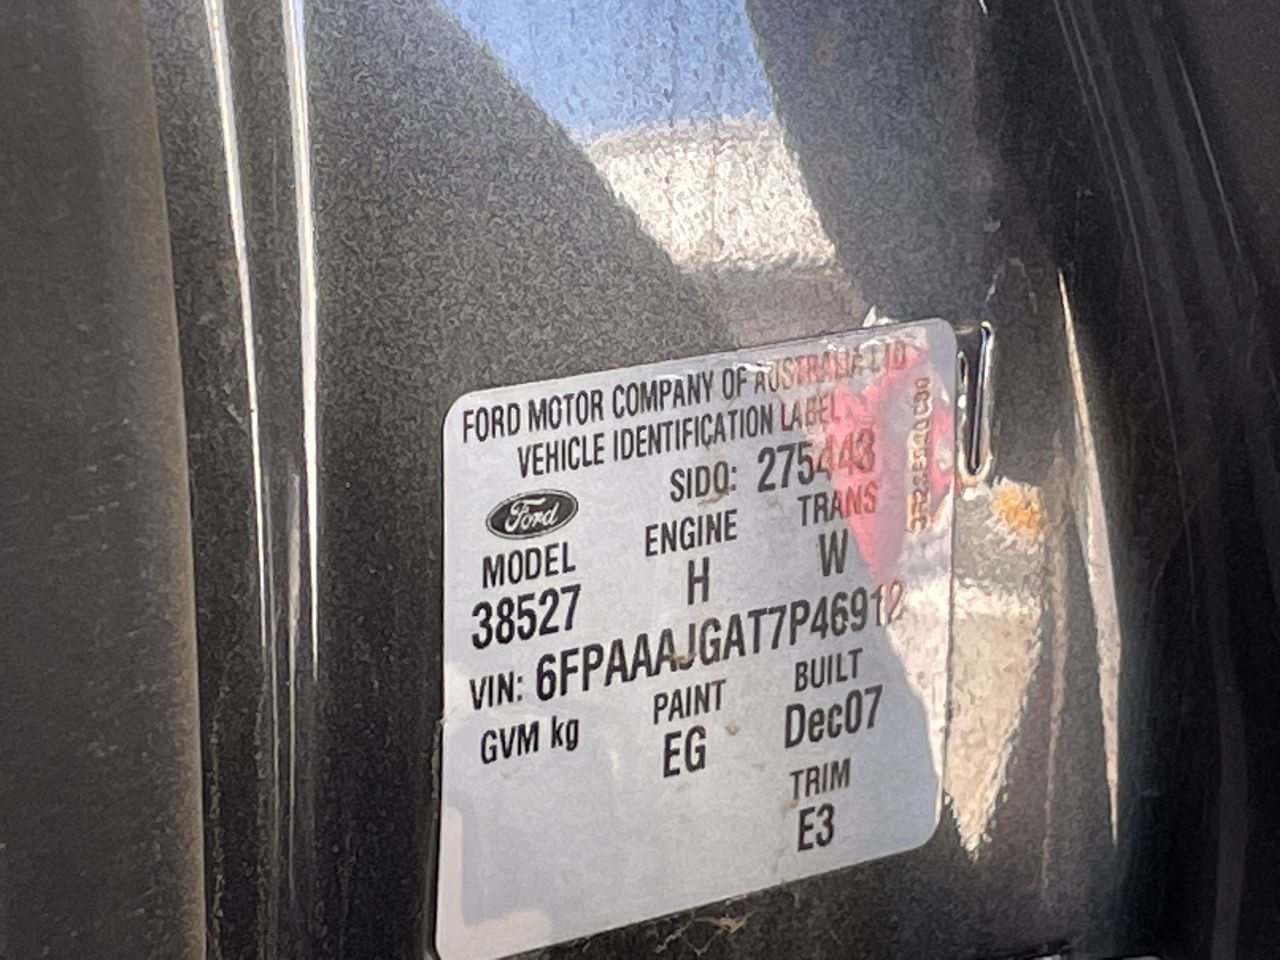 FORD MOTOR COMPANY OF AUSTRALIA LTD
VEHICLE IDENTIFICATION LABEL
SIDO: 275443
Ford
MODEL ENGINE TRANS
38527 H W
VIN: 6FPAAAJGAT7P46912
GVM kg PAINT BUILT
EG Dec07
TRIM
E3